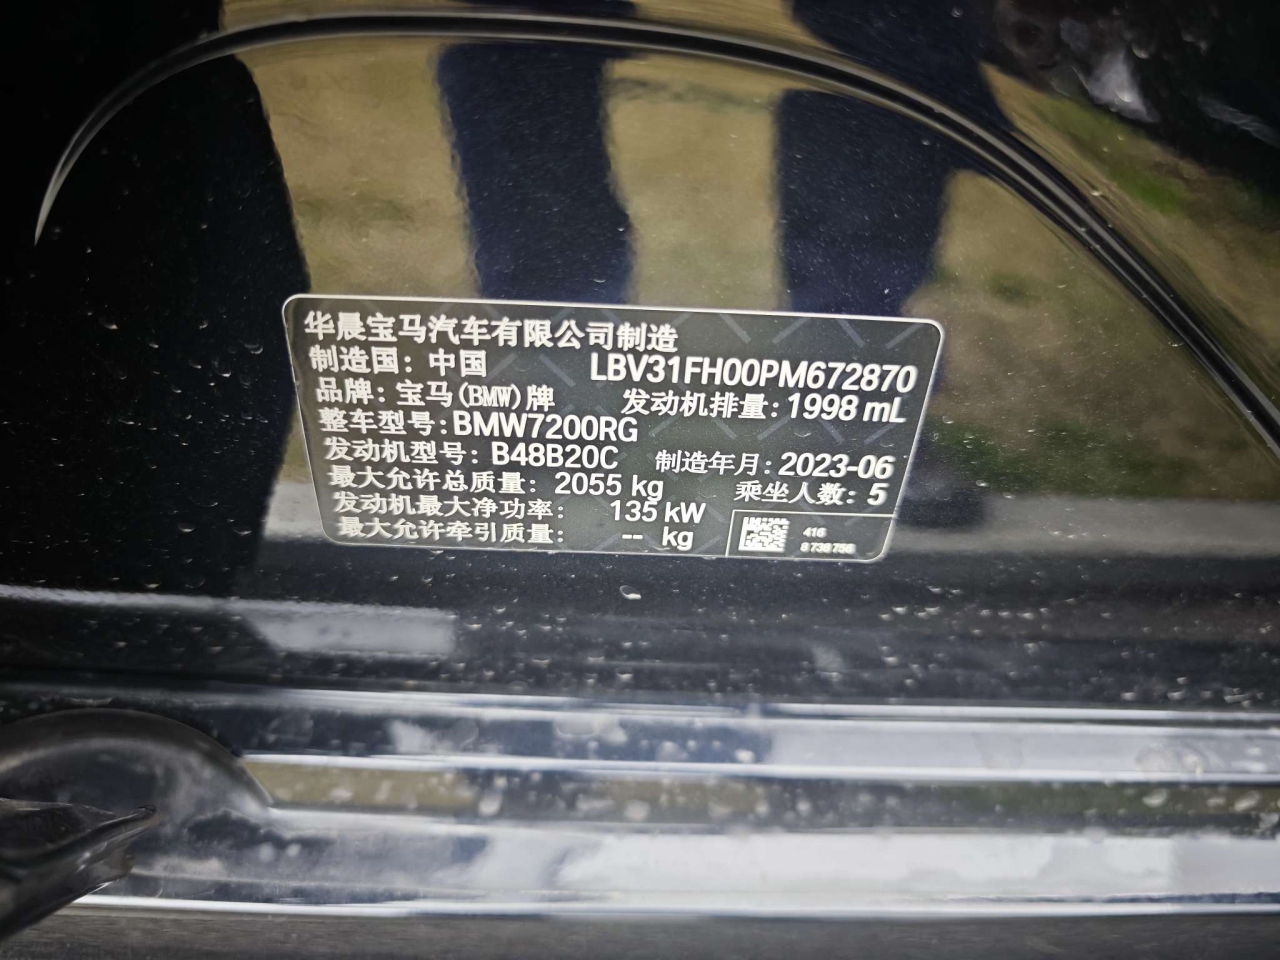 华晨宝马汽车有限公司制造
制造国：中国 LBV31FH00PM672870
品牌：宝马(BMW)牌 发动机排量：1998 mL
整车型号：BMW7200RG
发动机型号：B48B20C 制造年月：2023-06
最大允许总质量：2055 kg 乘坐人数：5
发动机最大净功率： 135 kW
最大允许牵引质量： -- kg
416
8738756